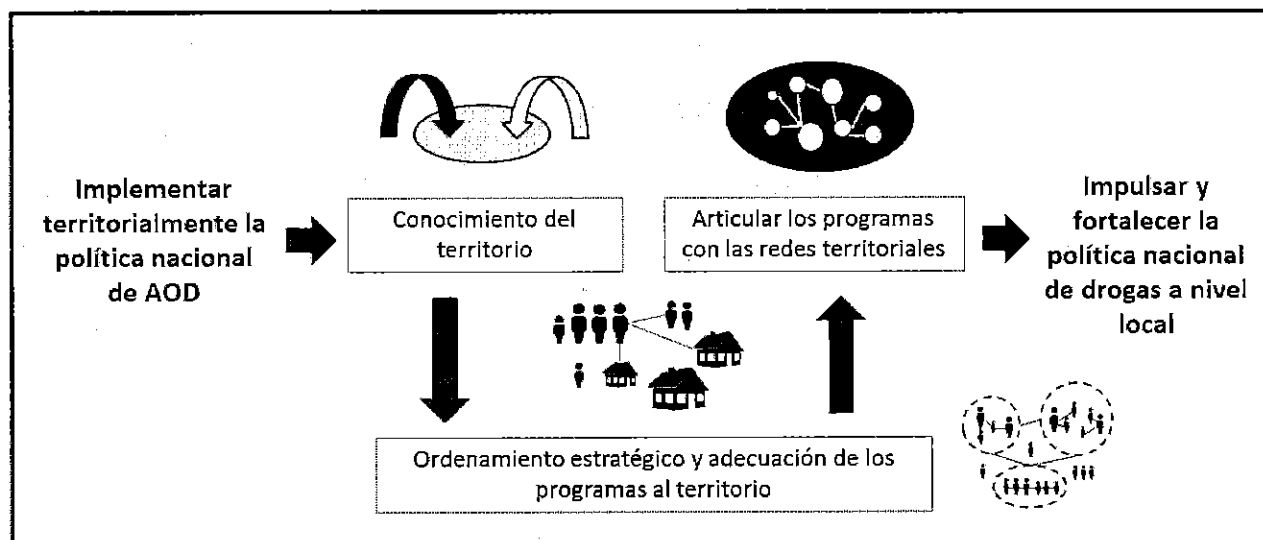 Implementar
territorialmente la
política nacional
de AOD
Conocimiento del
territorio
Ordenamiento estratégico y adecuación de los
programas al territorio
Articular los programas
con las redes territoriales
Impulsar y
fortalecer la
política nacional
de drogas a nivel
local